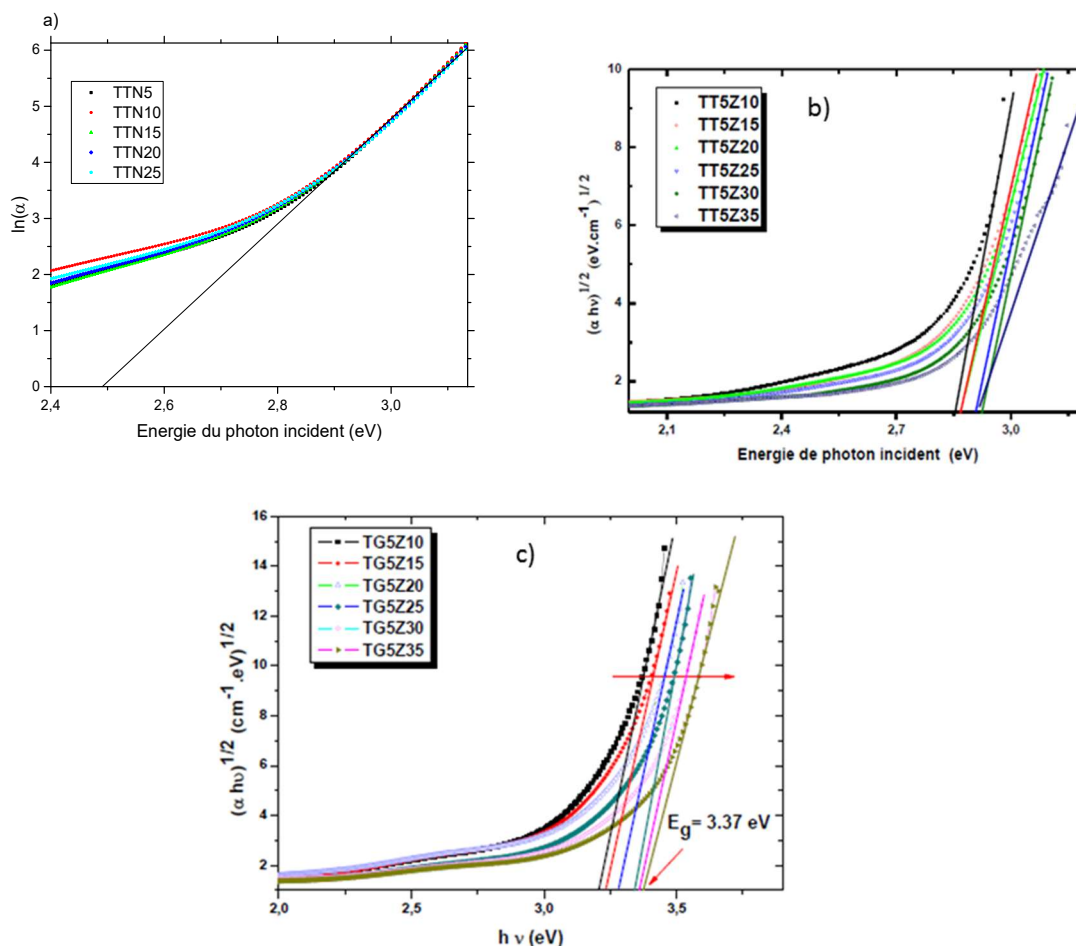 a)
6
5
4
3
2
1
0
TTN5
TTN10
TTN15
TTN20
TTN25
ln(α)
2,4
2,6
2,8
3,0
Energie du photon incident (eV)
b)
10
8
6
4
2
TT5Z10
TT5Z15
TT5Z20
TT5Z25
TT5Z30
TT5Z35
(α hν)^1/2 (eV.cm-1)^1/2
2,1
2,4
2,7
3,0
Energie de photon incident (eV)
c)
16
14
12
10
8
6
4
2
TG5Z10
TG5Z15
TG5Z20
TG5Z25
TG5Z30
TG5Z35
(α hυ)^1/2 (cm-1.eV)^1/2
Eg= 3.37 eV
2,0
2,5
3,0
3,5
h ν (eV)